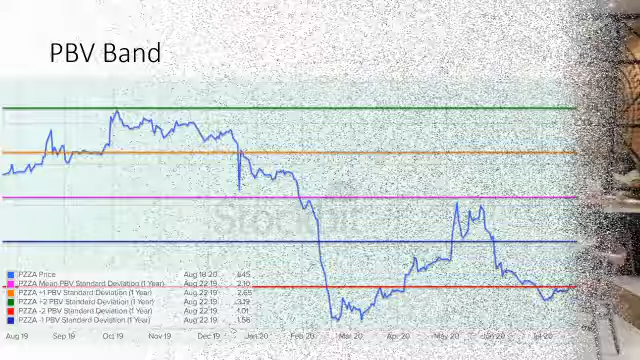 PBV Band
Stockbit
PZZA Price Aug 18 20 845
PZZA Mean PBV Standard Deviation (1 Year) Aug 22 19 2.10
PZZA +1 PBV Standard Deviation (1 Year) Aug 22 19 2.65
PZZA +2 PBV Standard Deviation (1 Year) Aug 22 19 3.19
PZZA -2 PBV Standard Deviation (1 Year) Aug 22 19 1.01
PZZA -1 PBV Standard Deviation (1 Year) Aug 22 19 1.56
Aug 19 Sep 19 Oct 19 Nov 19 Dec 19 Jan 20 Feb 20 Mar 20 Apr 20 May 20 Jun 20 Jul 20